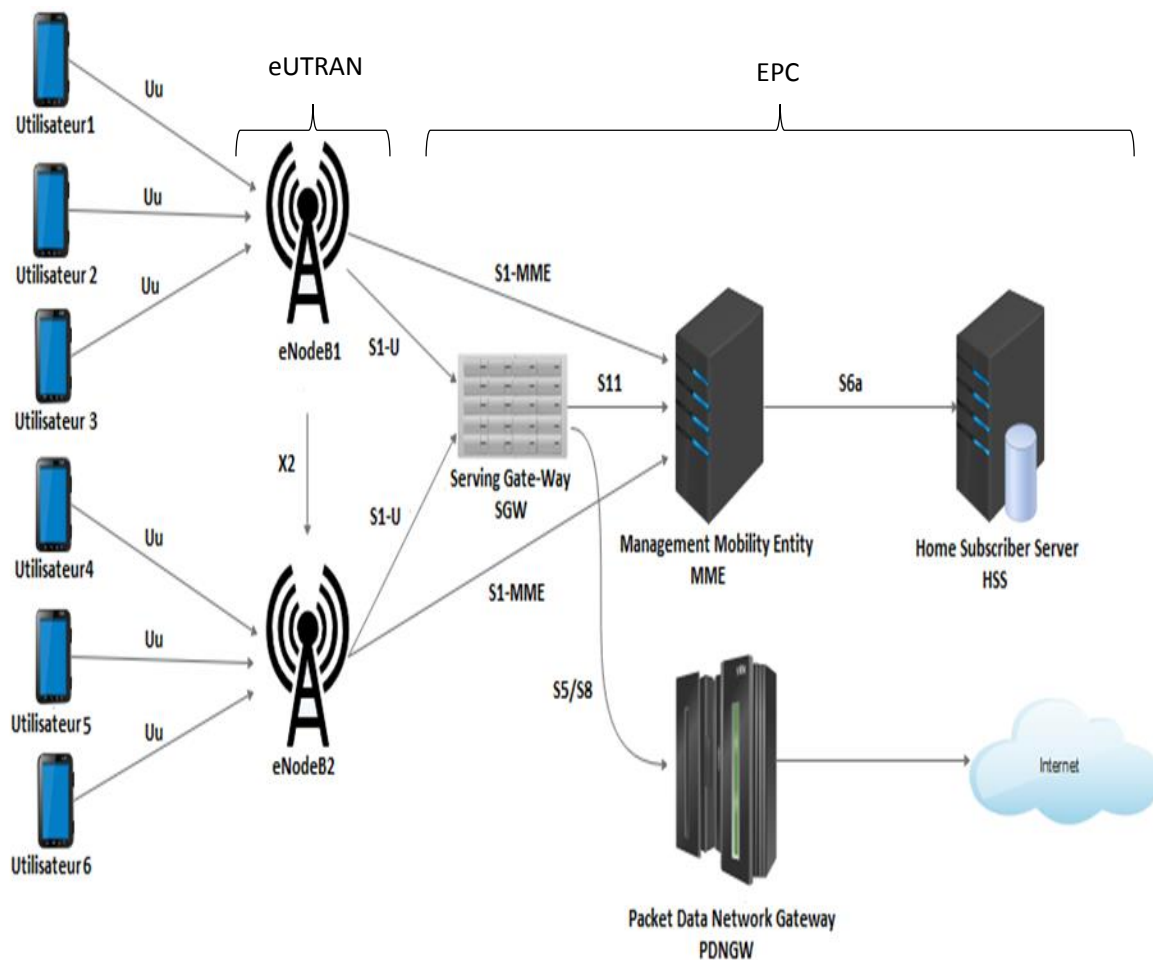 eUTRAN
EPC
Uu
Utilisateur1
Uu
Utilisateur 2
S1-MME
Uu
eNodeB1
S1-U
S11
S6a
Utilisateur 3
X2
Serving Gate-Way
SGW
S1-U
Uu
Management Mobility Entity
MME
Home Subscriber Server
HSS
Utilisateur4
S1-MME
Uu
S5/S8
Utilisateur5
Uu
eNodeB2
Internet
Utilisateur6
Packet Data Network Gateway
PDNGW